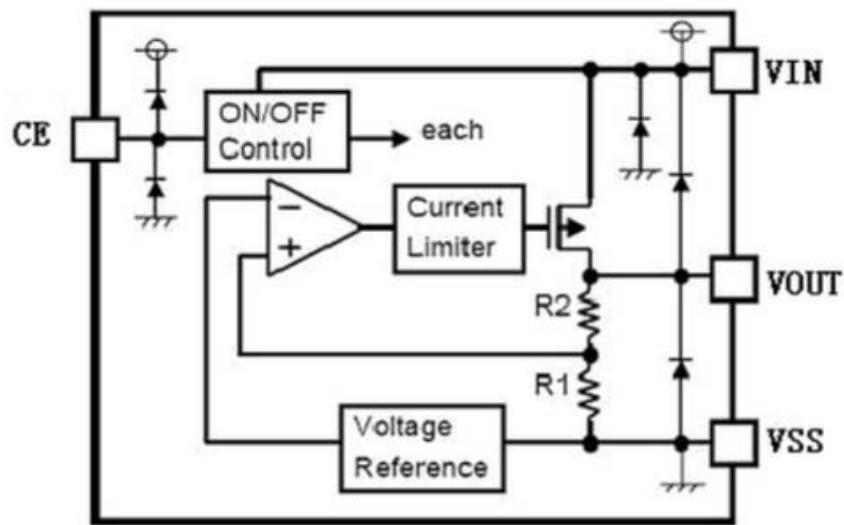 VIN
CE
ON/OFF
Control
each
−
+
Current
Limiter
VOUT
R2
R1
Voltage
Reference
VSS